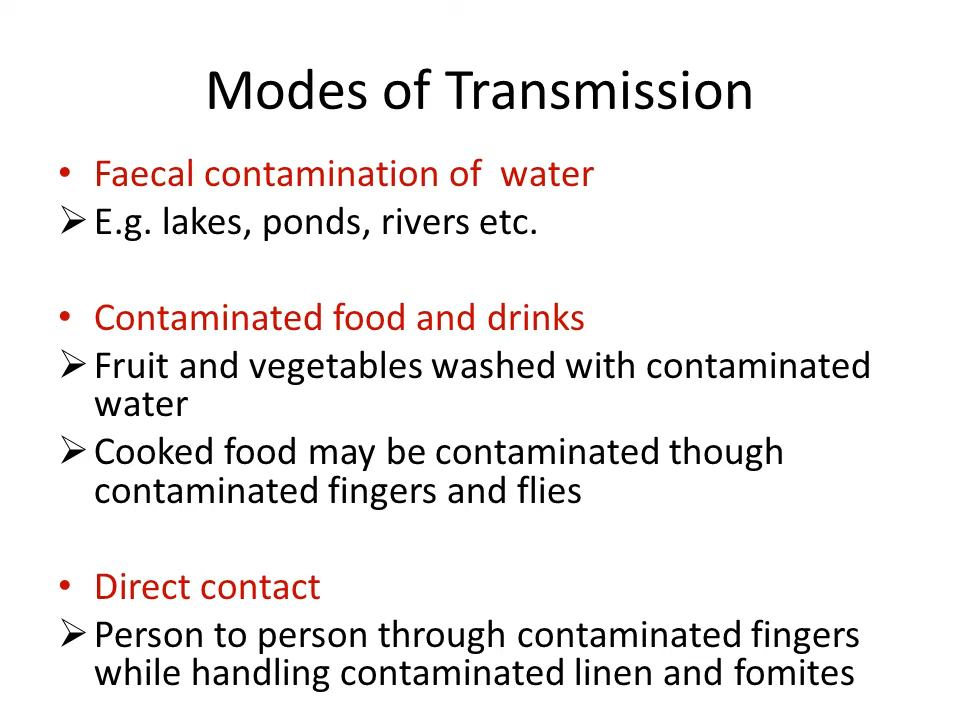 Modes of Transmission
• Faecal contamination of  water
➢ E.g. lakes, ponds, rivers etc.
• Contaminated food and drinks
➢ Fruit and vegetables washed with contaminated
water
➢ Cooked food may be contaminated though
contaminated fingers and flies
• Direct contact
➢ Person to person through contaminated fingers
while handling contaminated linen and fomites